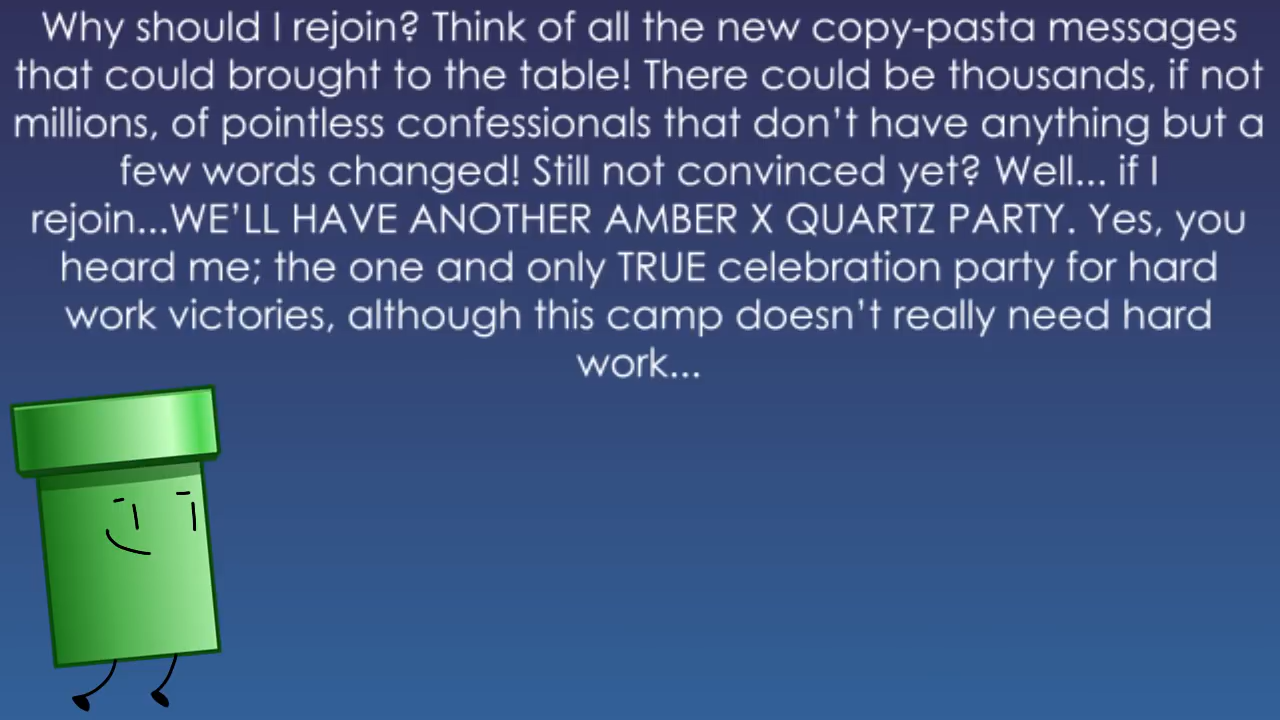 Why should I rejoin? Think of all the new copy-pasta messages
that could brought to the table! There could be thousands, if not
millions, of pointless confessionals that don’t have anything but a
few words changed! Still not convinced yet? Well... if I
rejoin...WE’LL HAVE ANOTHER AMBER X QUARTZ PARTY. Yes, you
heard me; the one and only TRUE celebration party for hard
work victories, although this camp doesn’t really need hard
work...